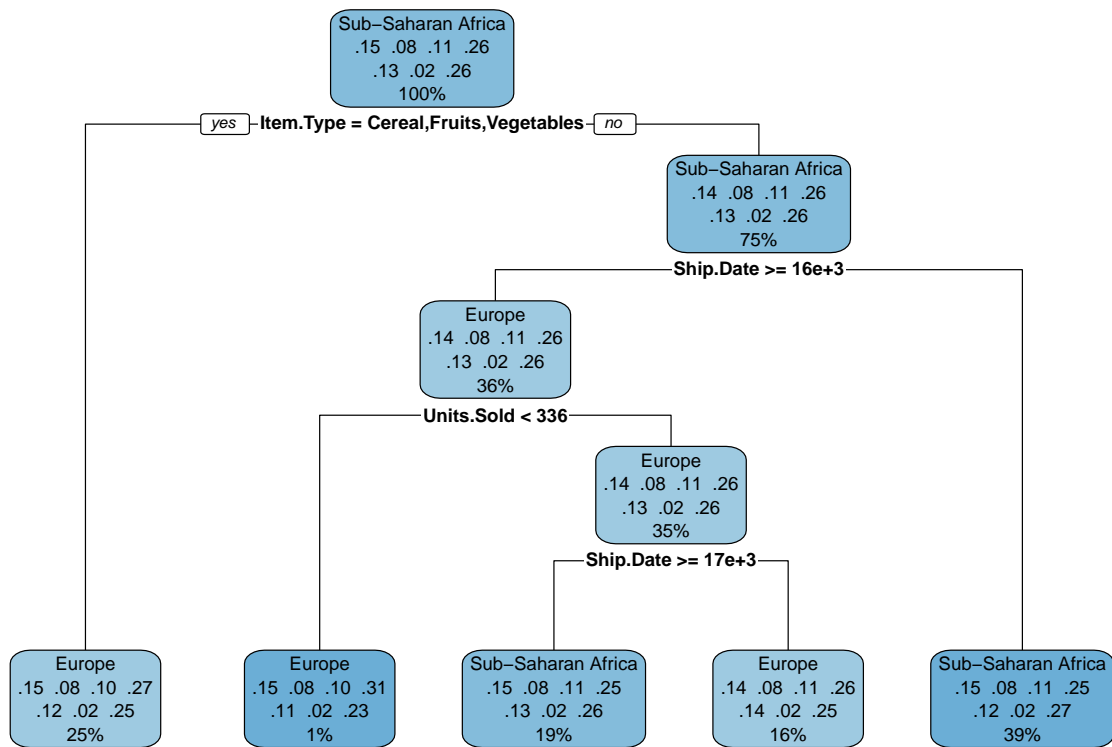 Sub−Saharan Africa
.15 .08 .11 .26
.13 .02 .26
100%
yes Item.Type = Cereal,Fruits,Vegetables no
Sub−Saharan Africa
.14 .08 .11 .26
.13 .02 .26
75%
Ship.Date >= 16e+3
Europe
.14 .08 .11 .26
.13 .02 .26
36%
Units.Sold < 336
Europe
.14 .08 .11 .26
.13 .02 .26
35%
Ship.Date >= 17e+3
Europe
.15 .08 .10 .27
.12 .02 .25
25%
Europe
.15 .08 .10 .31
.11 .02 .23
1%
Sub−Saharan Africa
.15 .08 .11 .25
.13 .02 .26
19%
Europe
.14 .08 .11 .26
.14 .02 .25
16%
Sub−Saharan Africa
.15 .08 .11 .25
.12 .02 .27
39%